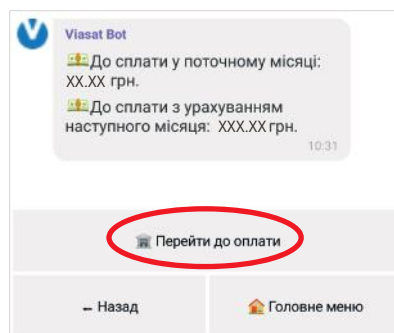 Viasat Bot
💵До сплати у поточному місяці:
XX.XX грн.
💵До сплати з урахуванням
наступного місяця: XXX.XX грн.
10:31
🏦 Перейти до оплати
← Назад
🏠 Головне меню